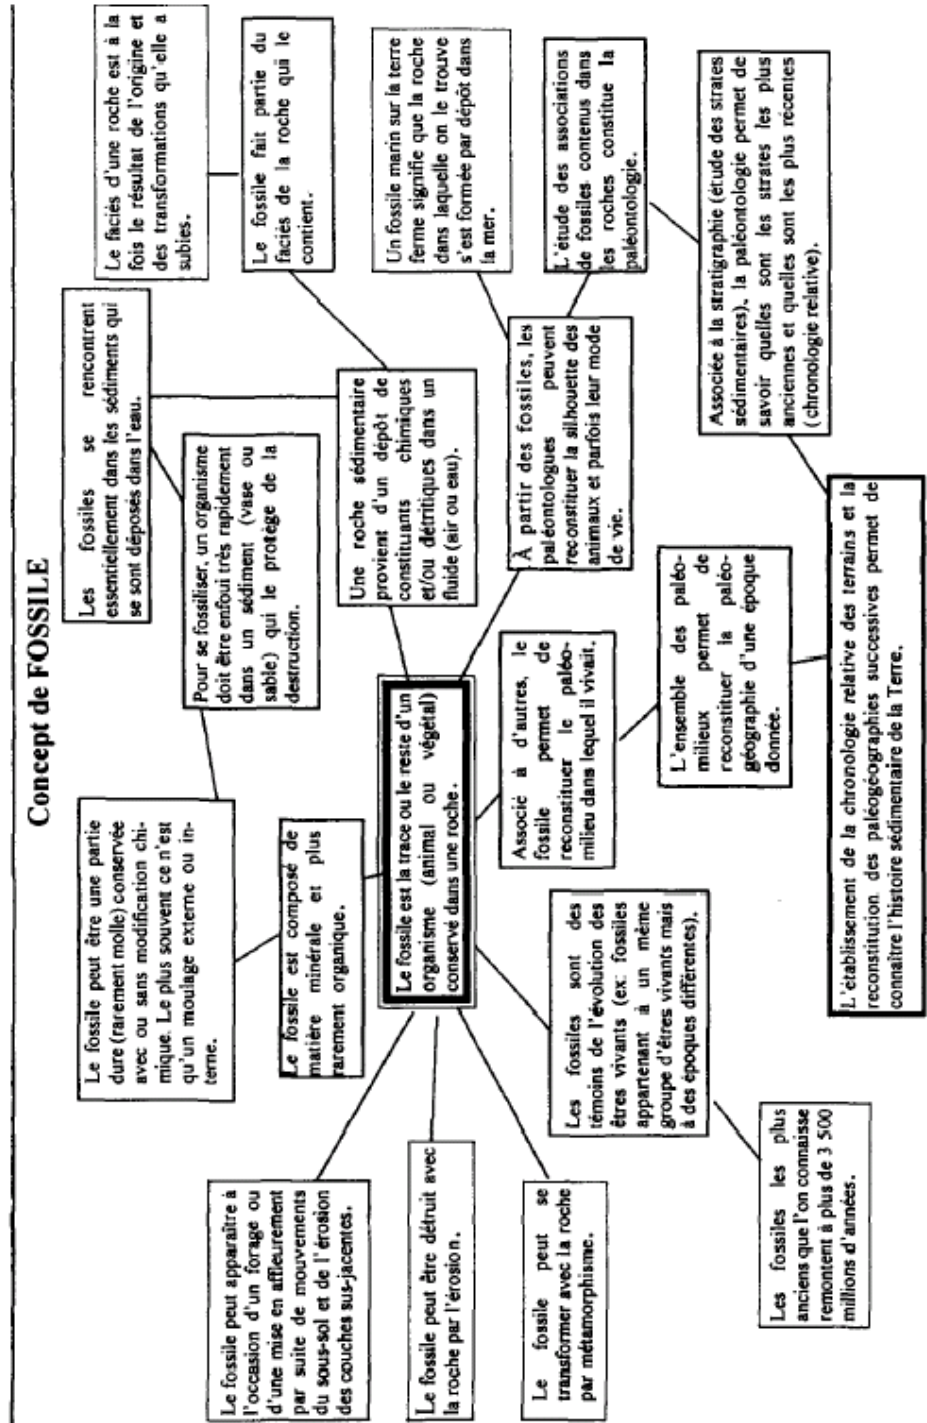 Concept de FOSSILE
Le fossile peut apparaître à
l'occasion d'un forage ou
d'une mise en affleurement
par suite de mouvements
du sous-sol et de l'érosion
des couches sus-jacentes.
Le fossile peut être détruit avec
la roche par l'érosion.
Le fossile peut se
transformer avec la roche
par métamorphisme.
Les fossiles les plus
anciens que l'on connaisse
remontent à plus de 3 500
millions d'années.
Le fossile peut être une partie
dure (rarement molle) conservée
avec ou sans modification chi-
mique. Le plus souvent ce n'est
qu'un moulage externe ou in-
terne.
Le fossile est composé de
matière minérale et plus
rarement organique.
Le fossile est la trace ou le reste d'un
organisme (animal ou végétal)
conservé dans une roche.
Les fossiles sont des
témoins de l'évolution des
êtres vivants (ex: fossiles
appartenant à un même
groupe d'êtres vivants mais
à des époques différentes).
Associé à d'autres, le
fossile permet de
reconstituer le paléo-
milieu dans lequel il vivait.
L'ensemble des paléo-
milieux permet de
reconstituer la paléo-
géographie d'une époque
donnée.
L'établissement de la chronologie relative des terrains et la
reconstitution des paléogéographies successives permet de
connaître l'histoire sédimentaire de la Terre.
Les fossiles se rencontrent
essentiellement dans les sédiments qui
se sont déposés dans l'eau.
Pour se fossiliser, un organisme
doit être enfoui très rapidement
dans un sédiment (vase ou
sable) qui le protège de la
destruction.
Une roche sédimentaire
provient d'un dépôt de
constituants chimiques
et/ou détritiques dans un
fluide (air ou eau).
À partir des fossiles, les
paléontologues peuvent
reconstituer la silhouette des
animaux et parfois leur mode
de vie.
Le faciès d'une roche est à la
fois le résultat de l'origine et
des transformations qu'elle a
subies.
Le fossile fait partie du
faciès de la roche qui le
contient.
Un fossile marin sur la terre
ferme signifie que la roche
dans laquelle on le trouve
s'est formée par dépôt dans
la mer.
L'étude des associations
de fossiles contenus dans
les roches constitue la
paléontologie.
Associée à la stratigraphie (étude des strates
sédimentaires), la paléontologie permet de
savoir quelles sont les strates les plus
anciennes et quelles sont les plus récentes
(chronologie relative).